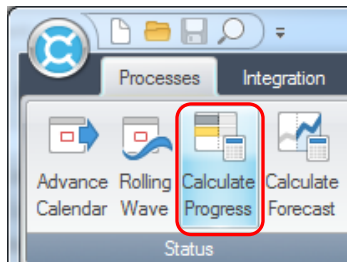 Processes Integration
Advance Rolling Calculate Calculate
Calendar Wave Progress Forecast
Status